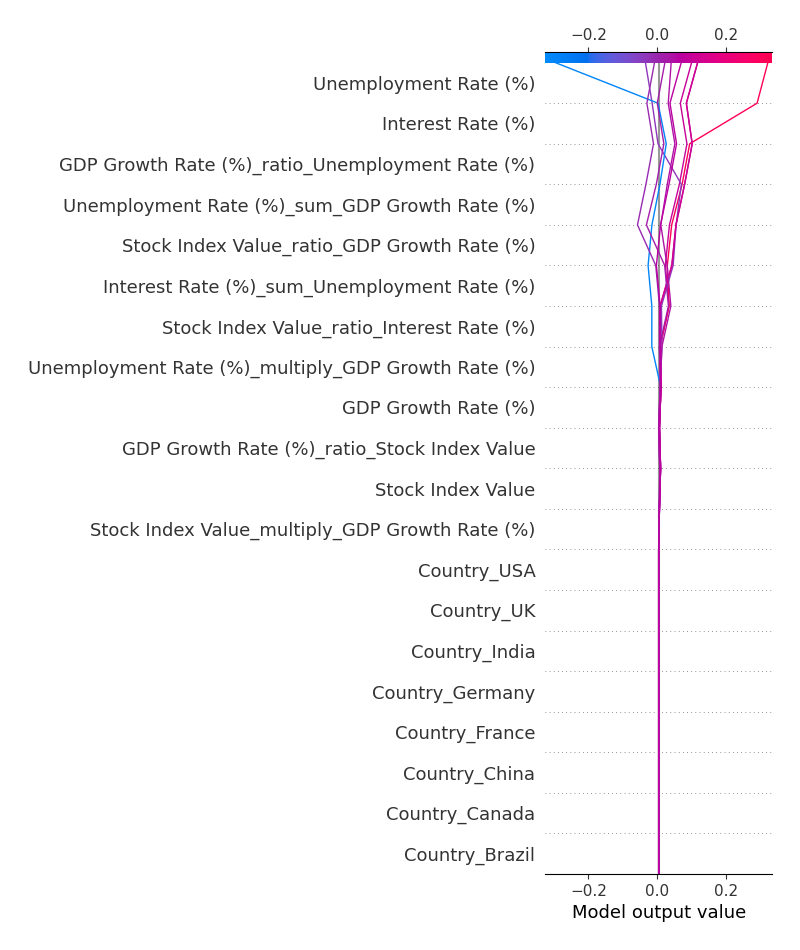 −0.2 0.0 0.2
Unemployment Rate (%)
Interest Rate (%)
GDP Growth Rate (%)_ratio_Unemployment Rate (%)
Unemployment Rate (%)_sum_GDP Growth Rate (%)
Stock Index Value_ratio_GDP Growth Rate (%)
Interest Rate (%)_sum_Unemployment Rate (%)
Stock Index Value_ratio_Interest Rate (%)
Unemployment Rate (%)_multiply_GDP Growth Rate (%)
GDP Growth Rate (%)
GDP Growth Rate (%)_ratio_Stock Index Value
Stock Index Value
Stock Index Value_multiply_GDP Growth Rate (%)
Country_USA
Country_UK
Country_India
Country_Germany
Country_France
Country_China
Country_Canada
Country_Brazil
−0.2 0.0 0.2
Model output value